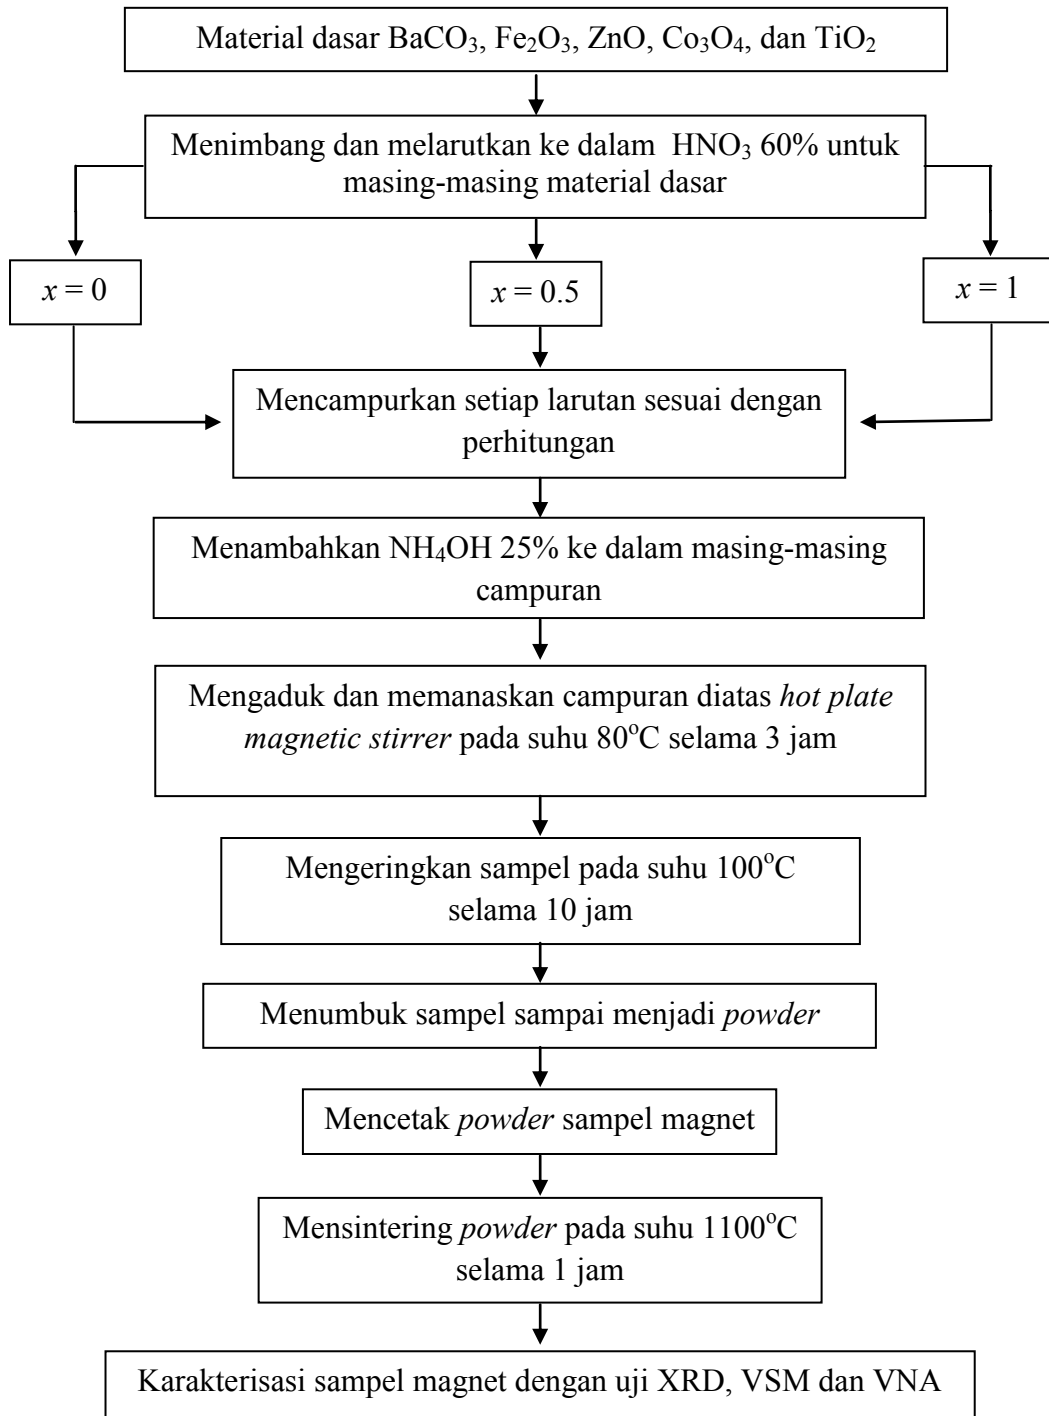 Material dasar BaCO₃, Fe₂O₃, ZnO, Co₃O₄, dan TiO₂
Menimbang dan melarutkan ke dalam HNO₃ 60% untuk
masing-masing material dasar
x = 0
x = 0.5
x = 1
Mencampurkan setiap larutan sesuai dengan
perhitungan
Menambahkan NH₄OH 25% ke dalam masing-masing
campuran
Mengaduk dan memanaskan campuran diatas hot plate
magnetic stirrer pada suhu 80°C selama 3 jam
Mengeringkan sampel pada suhu 100°C
selama 10 jam
Menumbuk sampel sampai menjadi powder
Mencetak powder sampel magnet
Mensintering powder pada suhu 1100°C
selama 1 jam
Karakterisasi sampel magnet dengan uji XRD, VSM dan VNA